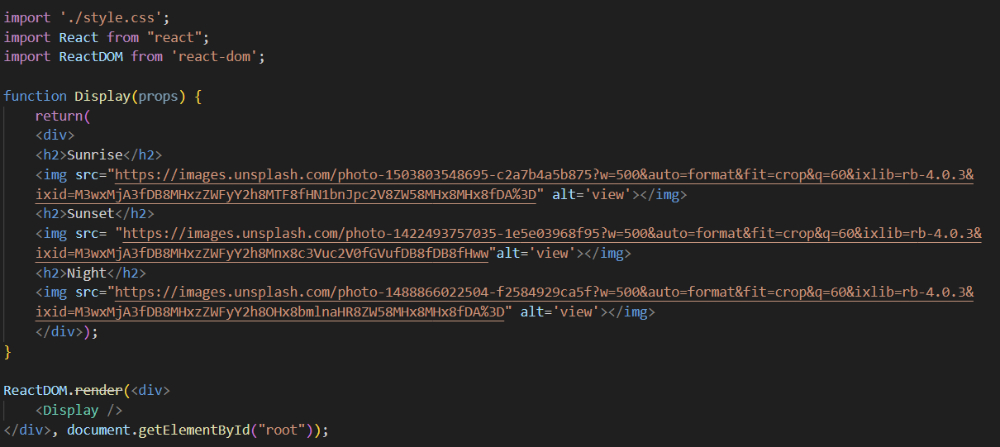 import './style.css';
import React from "react";
import ReactDOM from 'react-dom';
function Display(props) {
return(
<div>
<h2>Sunrise</h2>
<img src="https://images.unsplash.com/photo-1503803548695-c2a7b4a5b875?w=500&auto=format&fit=crop&q=60&ixlib=rb-4.0.3&
ixid=M3wxMjA3fDB8MHxzZWFyY2h8MTF8fHN1bnJpc2V8ZW58MHx8MHx8fDA%3D" alt='view'></img>
<h2>Sunset</h2>
<img src= "https://images.unsplash.com/photo-1422493757035-1e5e03968f95?w=500&auto=format&fit=crop&q=60&ixlib=rb-4.0.3&
ixid=M3wxMjA3fDB8MHxzZWFyY2h8Mnx8c3Vuc2V0fGVufDB8fDB8fHww"alt='view'></img>
<h2>Night</h2>
<img src="https://images.unsplash.com/photo-1488866022504-f2584929ca5f?w=500&auto=format&fit=crop&q=60&ixlib=rb-4.0.3&
ixid=M3wxMjA3fDB8MHxzZWFyY2h8OHx8bmlnaHR8ZW58MHx8MHx8fDA%3D" alt='view'></img>
</div>);
}
ReactDOM.render(<div>
<Display />
</div>, document.getElementById("root"));